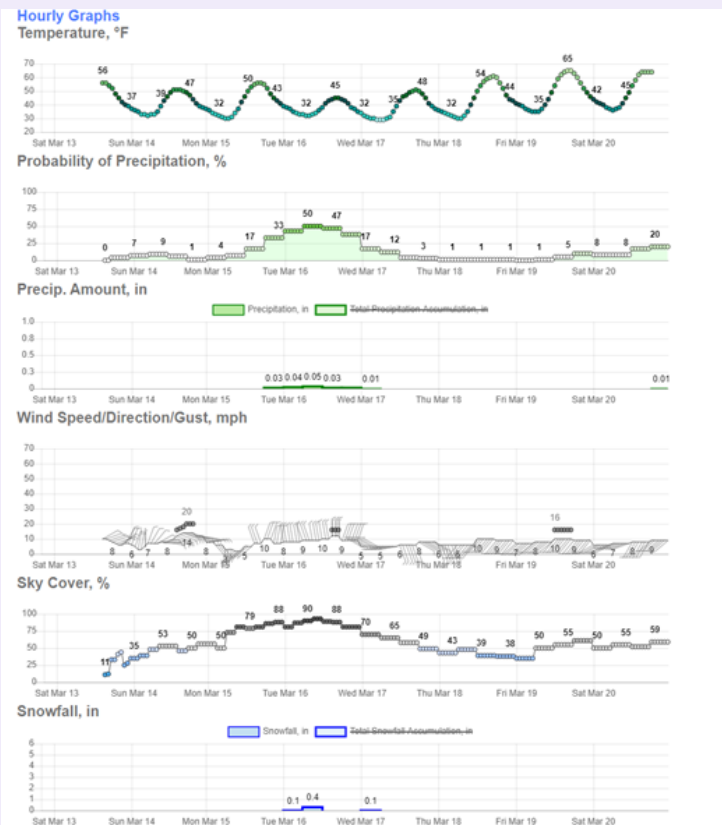 Hourly Graphs
Temperature, °F
70
60
50
40
30
20
56 37 39 47 32 50 43 32 45 32 35 48 32 54 44 35 65 42 45
Sat Mar 13 Sun Mar 14 Mon Mar 15 Tue Mar 16 Wed Mar 17 Thu Mar 18 Fri Mar 19 Sat Mar 20
Probability of Precipitation, %
100
75
50
25
0
0 7 9 1 4 17 33 50 47 17 12 3 1 1 1 1 5 8 8 20
Sat Mar 13 Sun Mar 14 Mon Mar 15 Tue Mar 16 Wed Mar 17 Thu Mar 18 Fri Mar 19 Sat Mar 20
Precip. Amount, in
Precipitation, in Total Precipitation Accumulation, in
1.0
0.8
0.5
0.3
0
0.03 0.04 0.05 0.03 0.01 0.01
Sat Mar 13 Sun Mar 14 Mon Mar 15 Tue Mar 16 Wed Mar 17 Thu Mar 18 Fri Mar 19 Sat Mar 20
Wind Speed/Direction/Gust, mph
70
60
50
40
30
20
10
0
20 16
8 6 7 8 14 8 5 10 8 9 10 9 5 5 6 8 6 6 10 9 7 8 10 9 6 7 8 9
Sat Mar 13 Sun Mar 14 Mon Mar 15 Tue Mar 16 Wed Mar 17 Thu Mar 18 Fri Mar 19 Sat Mar 20
Sky Cover, %
100
75
50
25
0
11 35 53 50 50 79 88 90 88 70 65 49 43 39 38 50 55 50 55 59
Sat Mar 13 Sun Mar 14 Mon Mar 15 Tue Mar 16 Wed Mar 17 Thu Mar 18 Fri Mar 19 Sat Mar 20
Snowfall, in
Snowfall, in Total Snowfall Accumulation, in
6
5
4
3
2
1
0
0.1 0.4 0.1
Sat Mar 13 Sun Mar 14 Mon Mar 15 Tue Mar 16 Wed Mar 17 Thu Mar 18 Fri Mar 19 Sat Mar 20